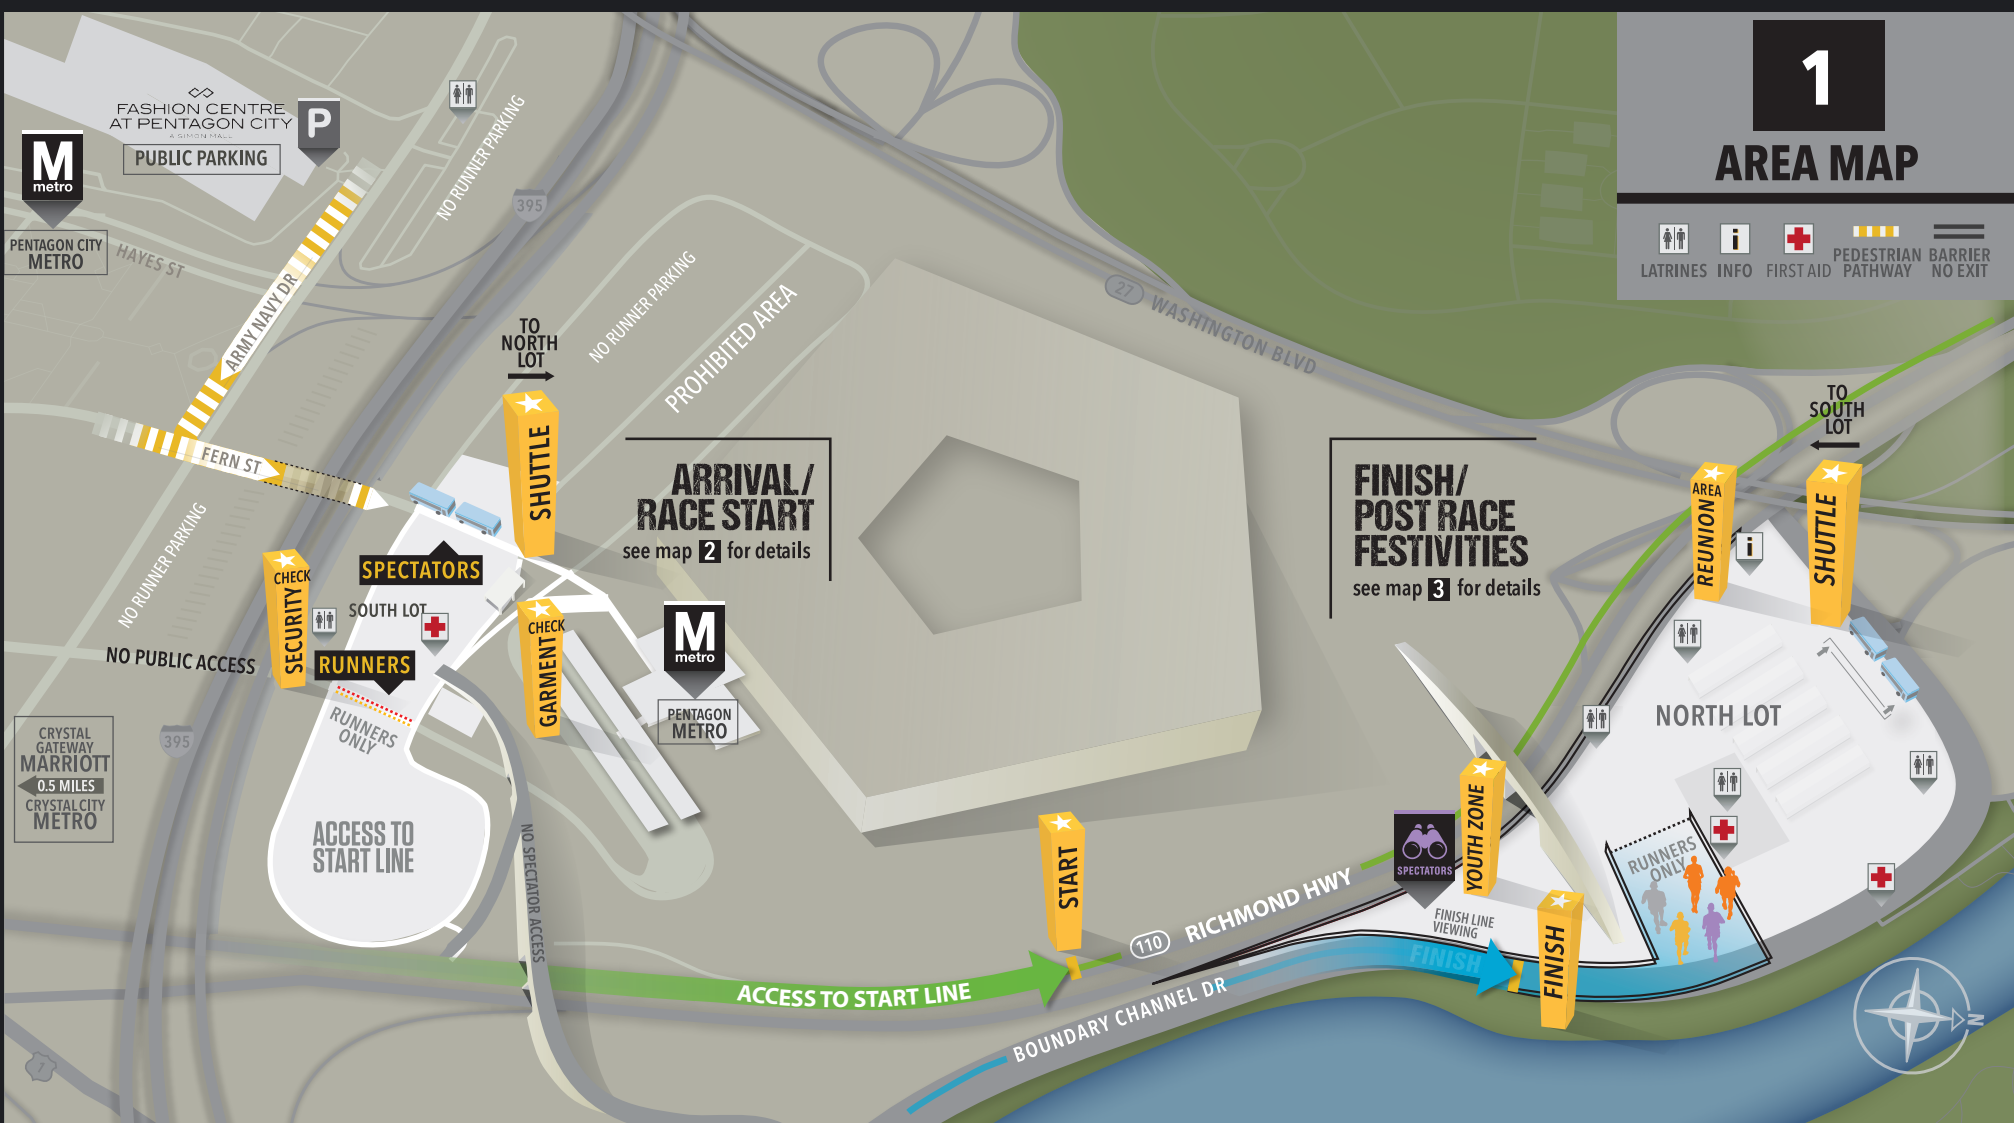 FASHION CENTRE
AT PENTAGON CITY
A SIMON MALL
PUBLIC PARKING
P
M
metro
PENTAGON CITY
METRO
HAYES ST
ARMY NAVY DR
FERN ST
NO RUNNER PARKING
395
NO RUNNER PARKING
PROHIBITED AREA
TO
NORTH
LOT
SHUTTLE
NO RUNNER PARKING
SPECTATORS
SOUTH LOT
SECURITY
CHECK
RUNNERS
RUNNERS
ONLY
NO PUBLIC ACCESS
395
CRYSTAL
GATEWAY
MARRIOTT
0.5 MILES
CRYSTAL CITY
METRO
ACCESS TO
START LINE
NO SPECTATOR ACCESS
GARMENT
CHECK
M
metro
PENTAGON
METRO
ARRIVAL/
RACE START
see map 2 for details
27 WASHINGTON BLVD
FINISH/
POST RACE
FESTIVITIES
see map 3 for details
1
AREA MAP
LATRINES
i
INFO
FIRST AID
PEDESTRIAN
PATHWAY
BARRIER
NO EXIT
TO
SOUTH
LOT
SHUTTLE
REUNION
AREA
i
NORTH LOT
RUNNERS
ONLY
YOUTH ZONE
SPECTATORS
FINISH LINE
VIEWING
FINISH
FINISH
START
110 RICHMOND HWY
ACCESS TO START LINE
BOUNDARY CHANNEL DR
1
N